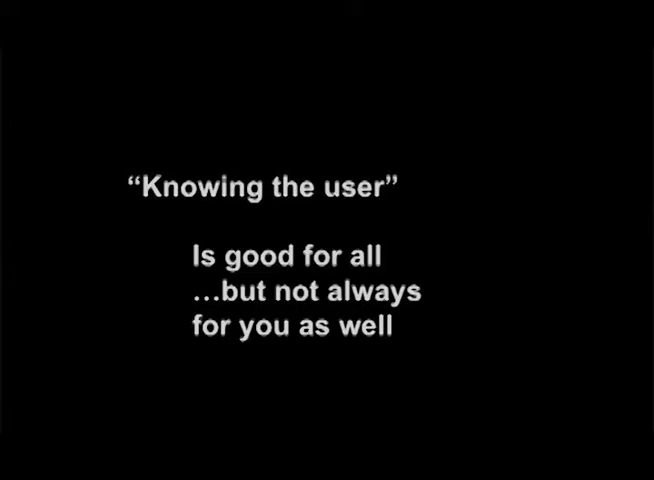 “Knowing the user”
Is good for all
…but not always
for you as well